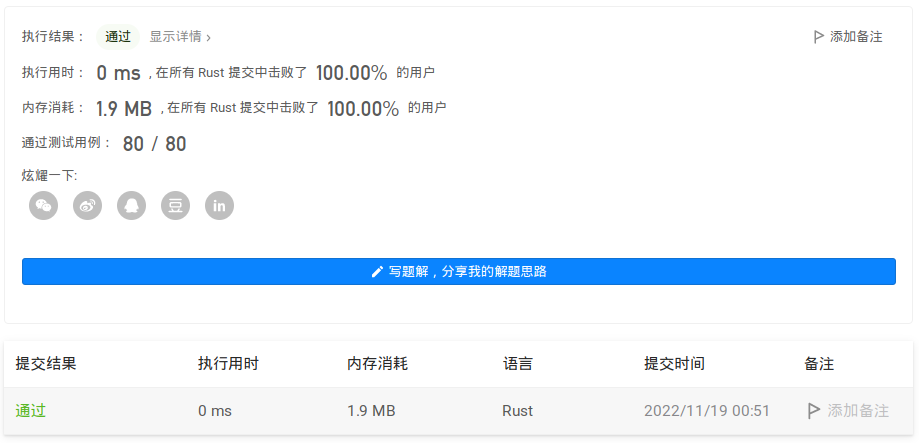 执行结果： 通过 显示详情 › 添加备注
执行用时： 0 ms , 在所有 Rust 提交中击败了 100.00% 的用户
内存消耗： 1.9 MB , 在所有 Rust 提交中击败了 100.00% 的用户
通过测试用例： 80 / 80
炫耀一下:
豆 in
写题解，分享我的解题思路
提交结果 执行用时 内存消耗 语言 提交时间 备注
通过 0 ms 1.9 MB Rust 2022/11/19 00:51 添加备注